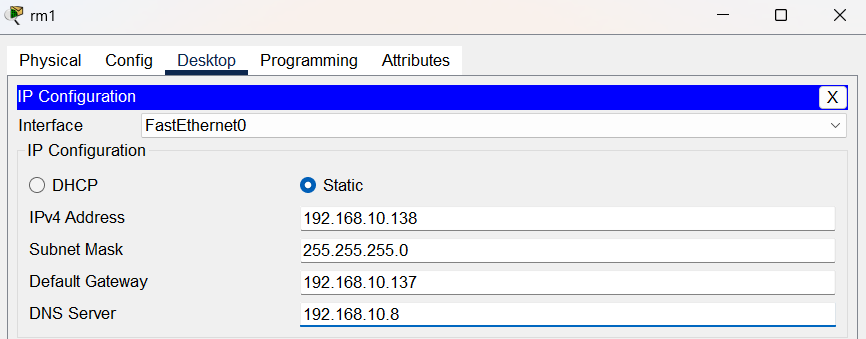 rm1
Physical Config Desktop Programming Attributes
IP Configuration X
Interface FastEthernet0
IP Configuration
DHCP Static
IPv4 Address 192.168.10.138
Subnet Mask 255.255.255.0
Default Gateway 192.168.10.137
DNS Server 192.168.10.8